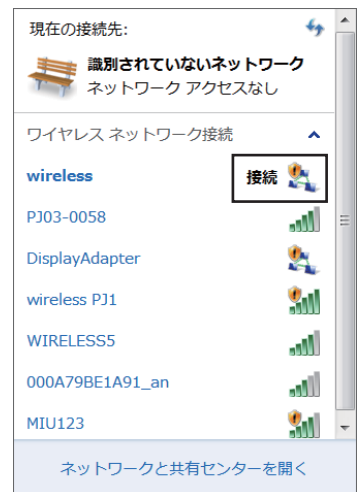 現在の接続先:
識別されていないネットワーク
ネットワーク アクセスなし
ワイヤレス ネットワーク接続
wireless 接続
PJ03-0058
DisplayAdapter
wireless PJ1
WIRELESS5
000A79BE1A91_an
MIU123
ネットワークと共有センターを開く